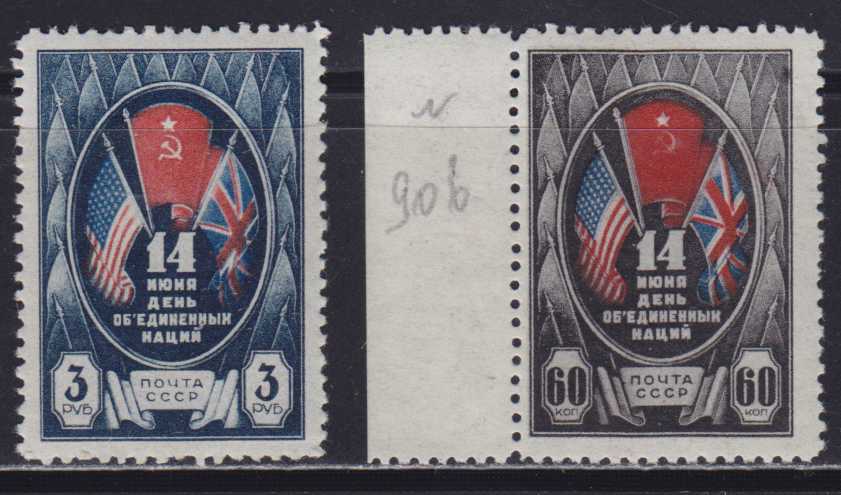 14
ИЮНЯ
ДЕНЬ
ОБ'ЕДИНЕННЫХ
НАЦИЙ
3
РУБ
ПОЧТА
СССР
3
РУБ
14
ИЮНЯ
ДЕНЬ
ОБ'ЕДИНЕННЫХ
НАЦИЙ
60
КОП
ПОЧТА
СССР
60
КОП